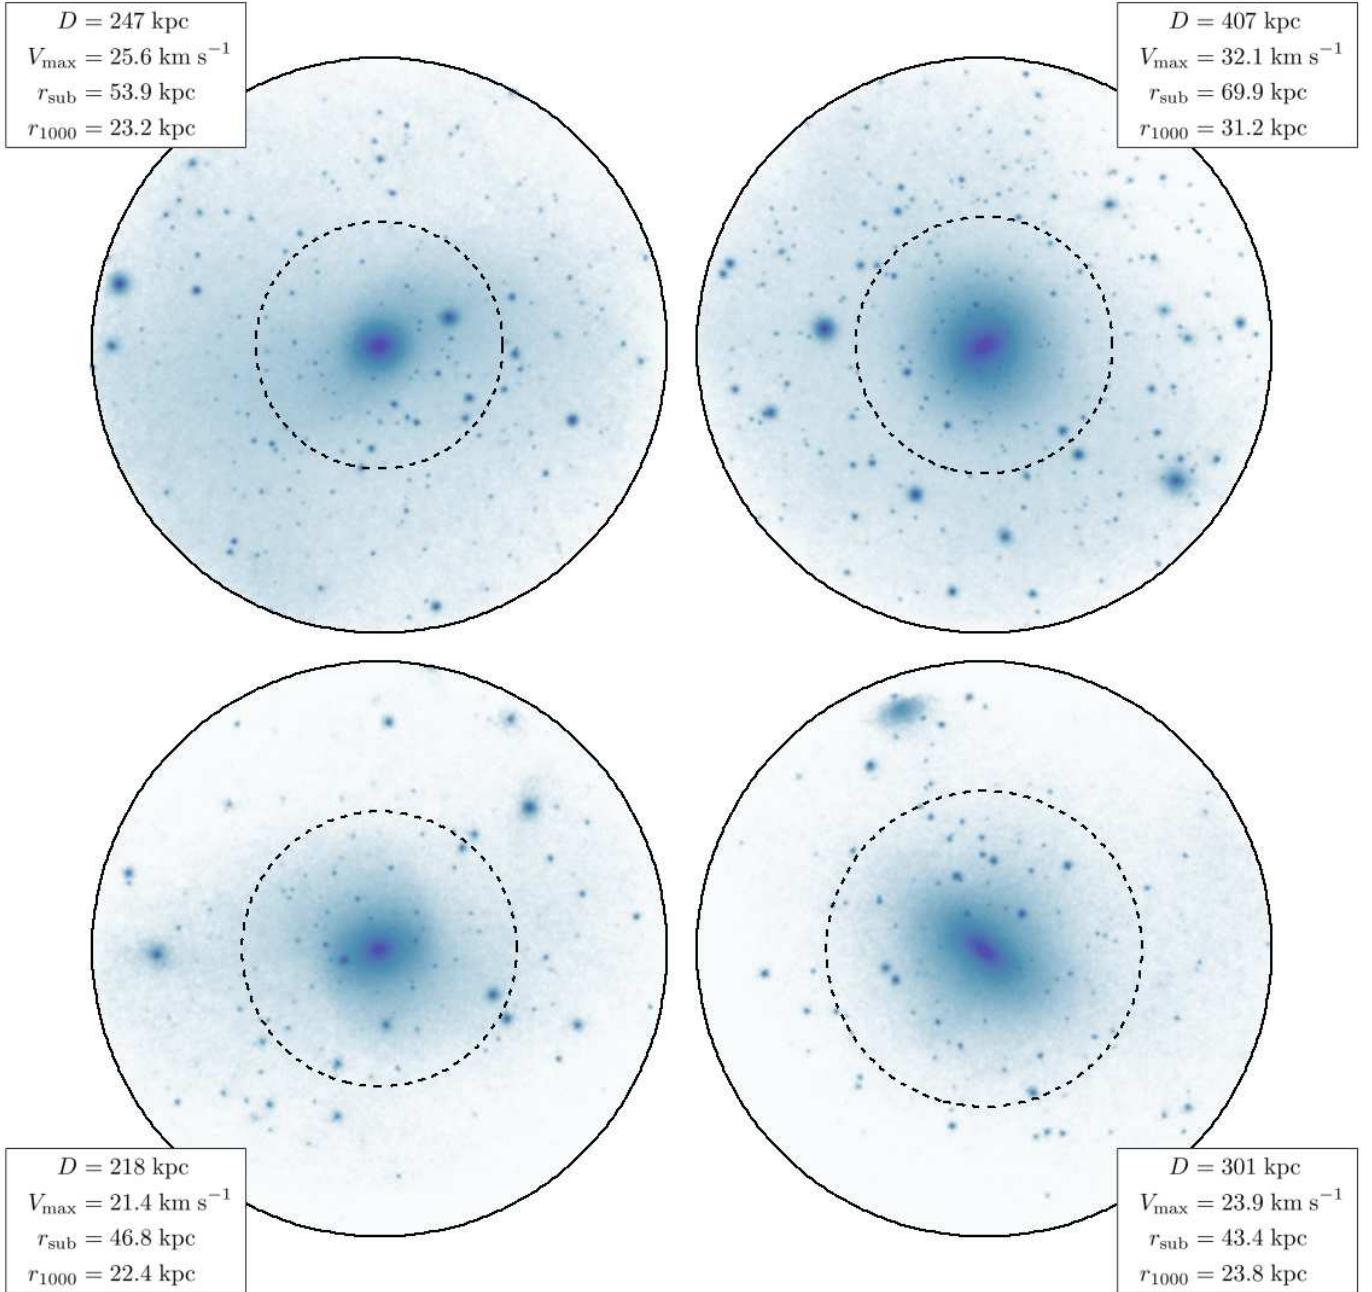 D = 247 kpc
V_max = 25.6 km s⁻¹
r_sub = 53.9 kpc
r_1000 = 23.2 kpc
D = 407 kpc
V_max = 32.1 km s⁻¹
r_sub = 69.9 kpc
r_1000 = 31.2 kpc
D = 218 kpc
V_max = 21.4 km s⁻¹
r_sub = 46.8 kpc
r_1000 = 22.4 kpc
D = 301 kpc
V_max = 23.9 km s⁻¹
r_sub = 43.4 kpc
r_1000 = 23.8 kpc